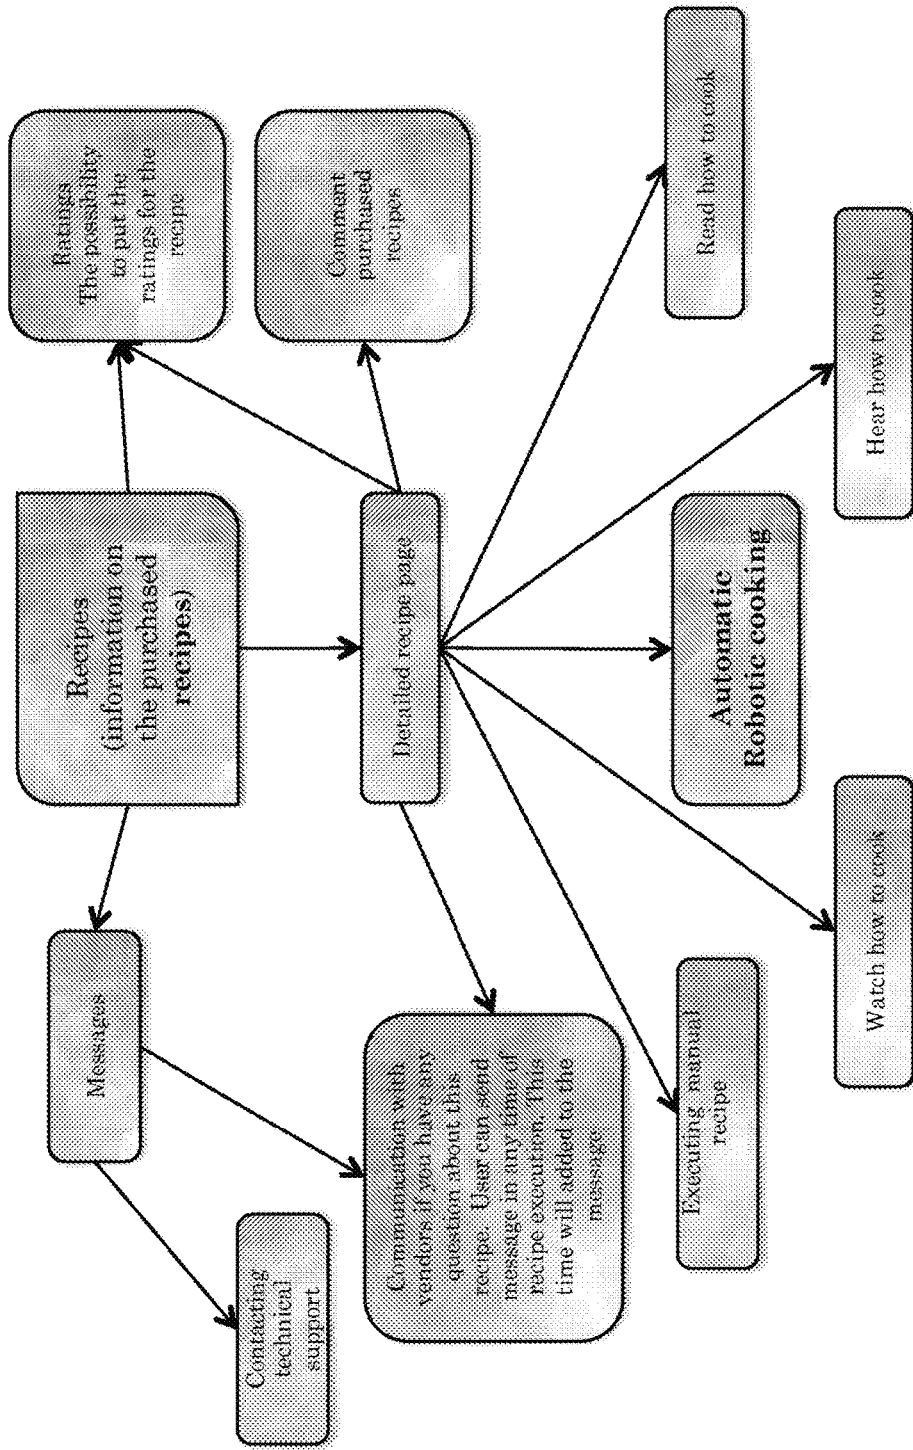 Messages
Contacting
technical
support
Communication with
vendors if you have any
question about this
recipe. User can send
message in any time of
recipe execution. This
time will added to the
message
Recipes
(information on
the purchased
recipes)
Ratings
The possibility
to put the
ratings for the
recipe
Comment
purchased
recipes
Detailed recipe page
Executing manual
recipe
Watch how to cook
Automatic
Robotic cooking
Hear how to cook
Read how to cook